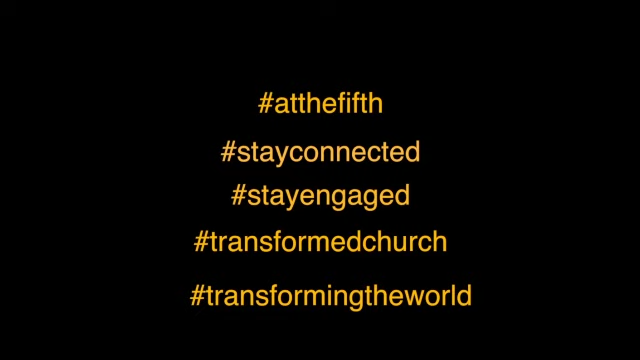 #atthefifth
#stayconnected
#stayengaged
#transformedchurch
#transformingtheworld